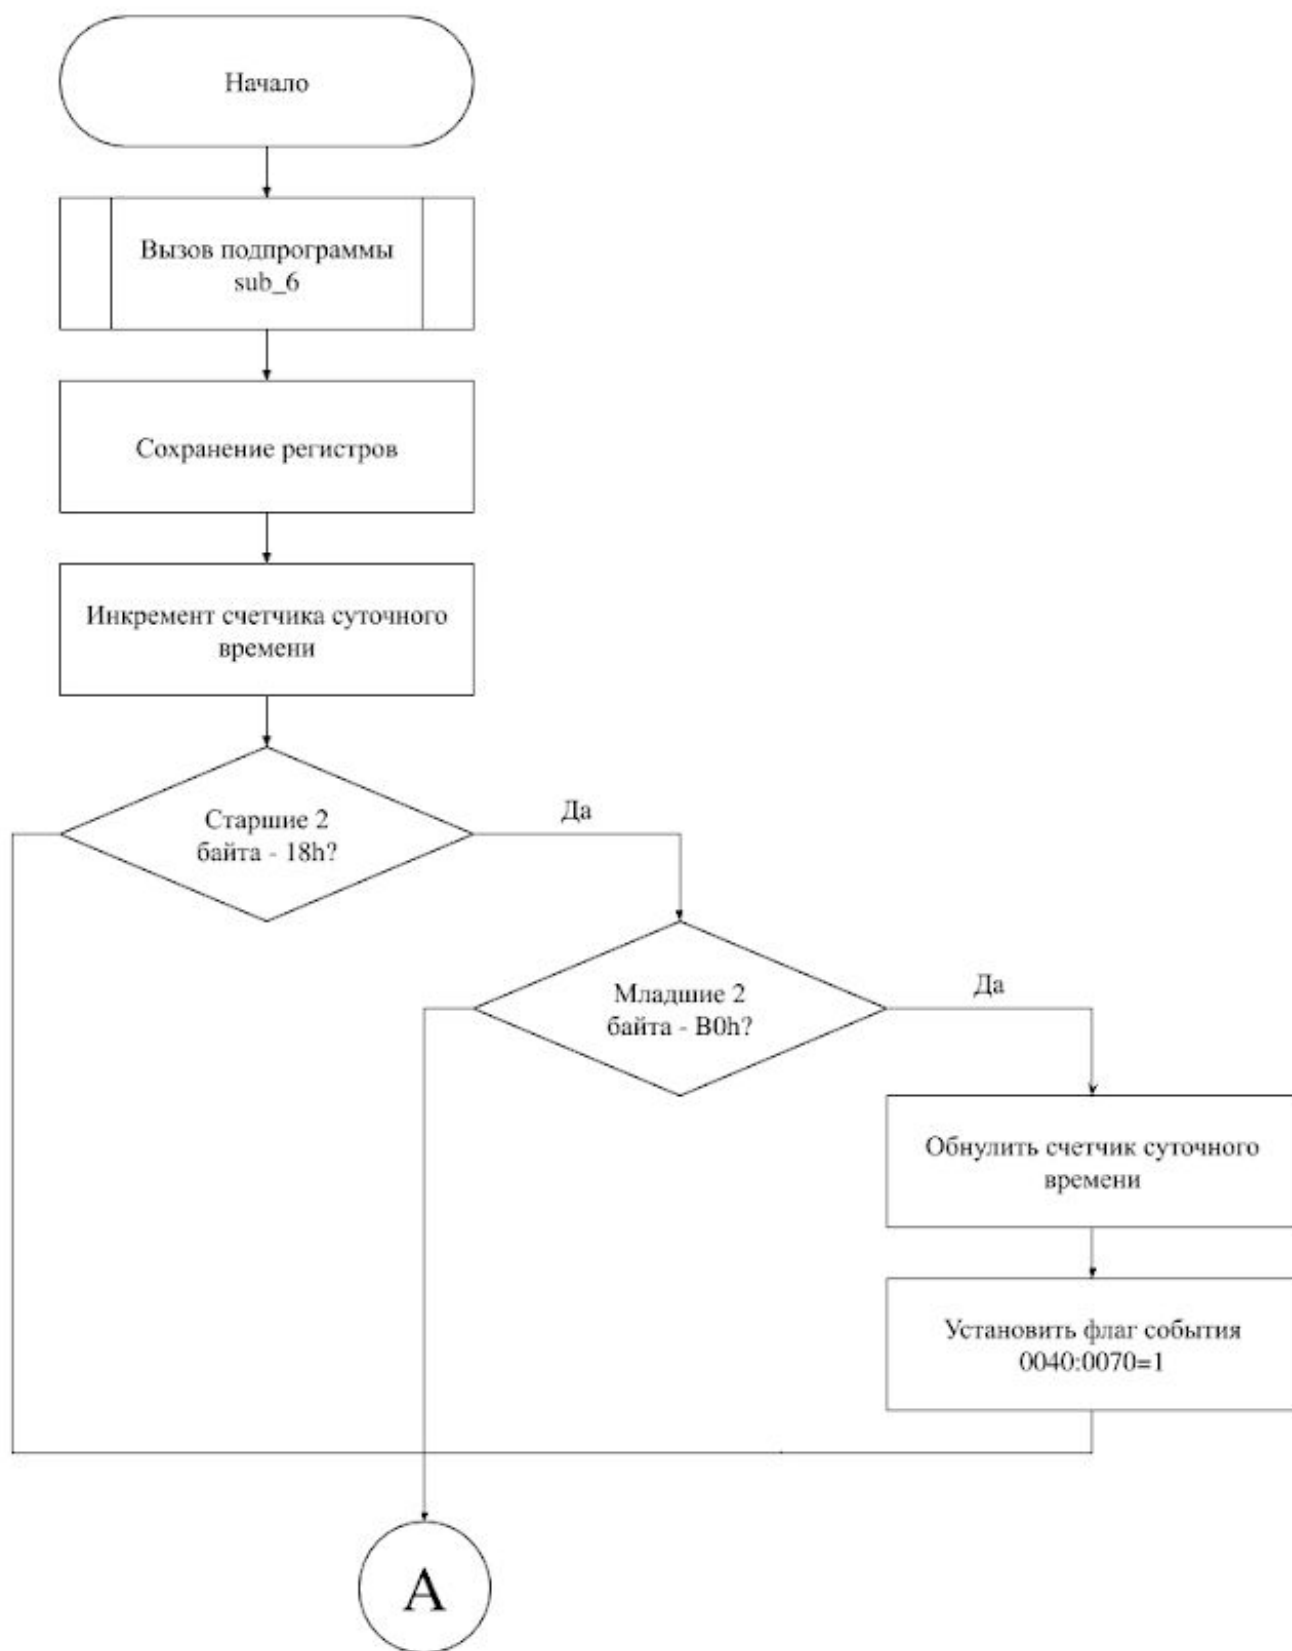 Начало
Вызов подпрограммы
sub_6
Сохранение регистров
Инкремент счетчика суточного
времени
Старшие 2
байта - 18h?
Да
Младшие 2
байта - B0h?
Да
Обнулить счетчик суточного
времени
Установить флаг события
0040:0070=1
A